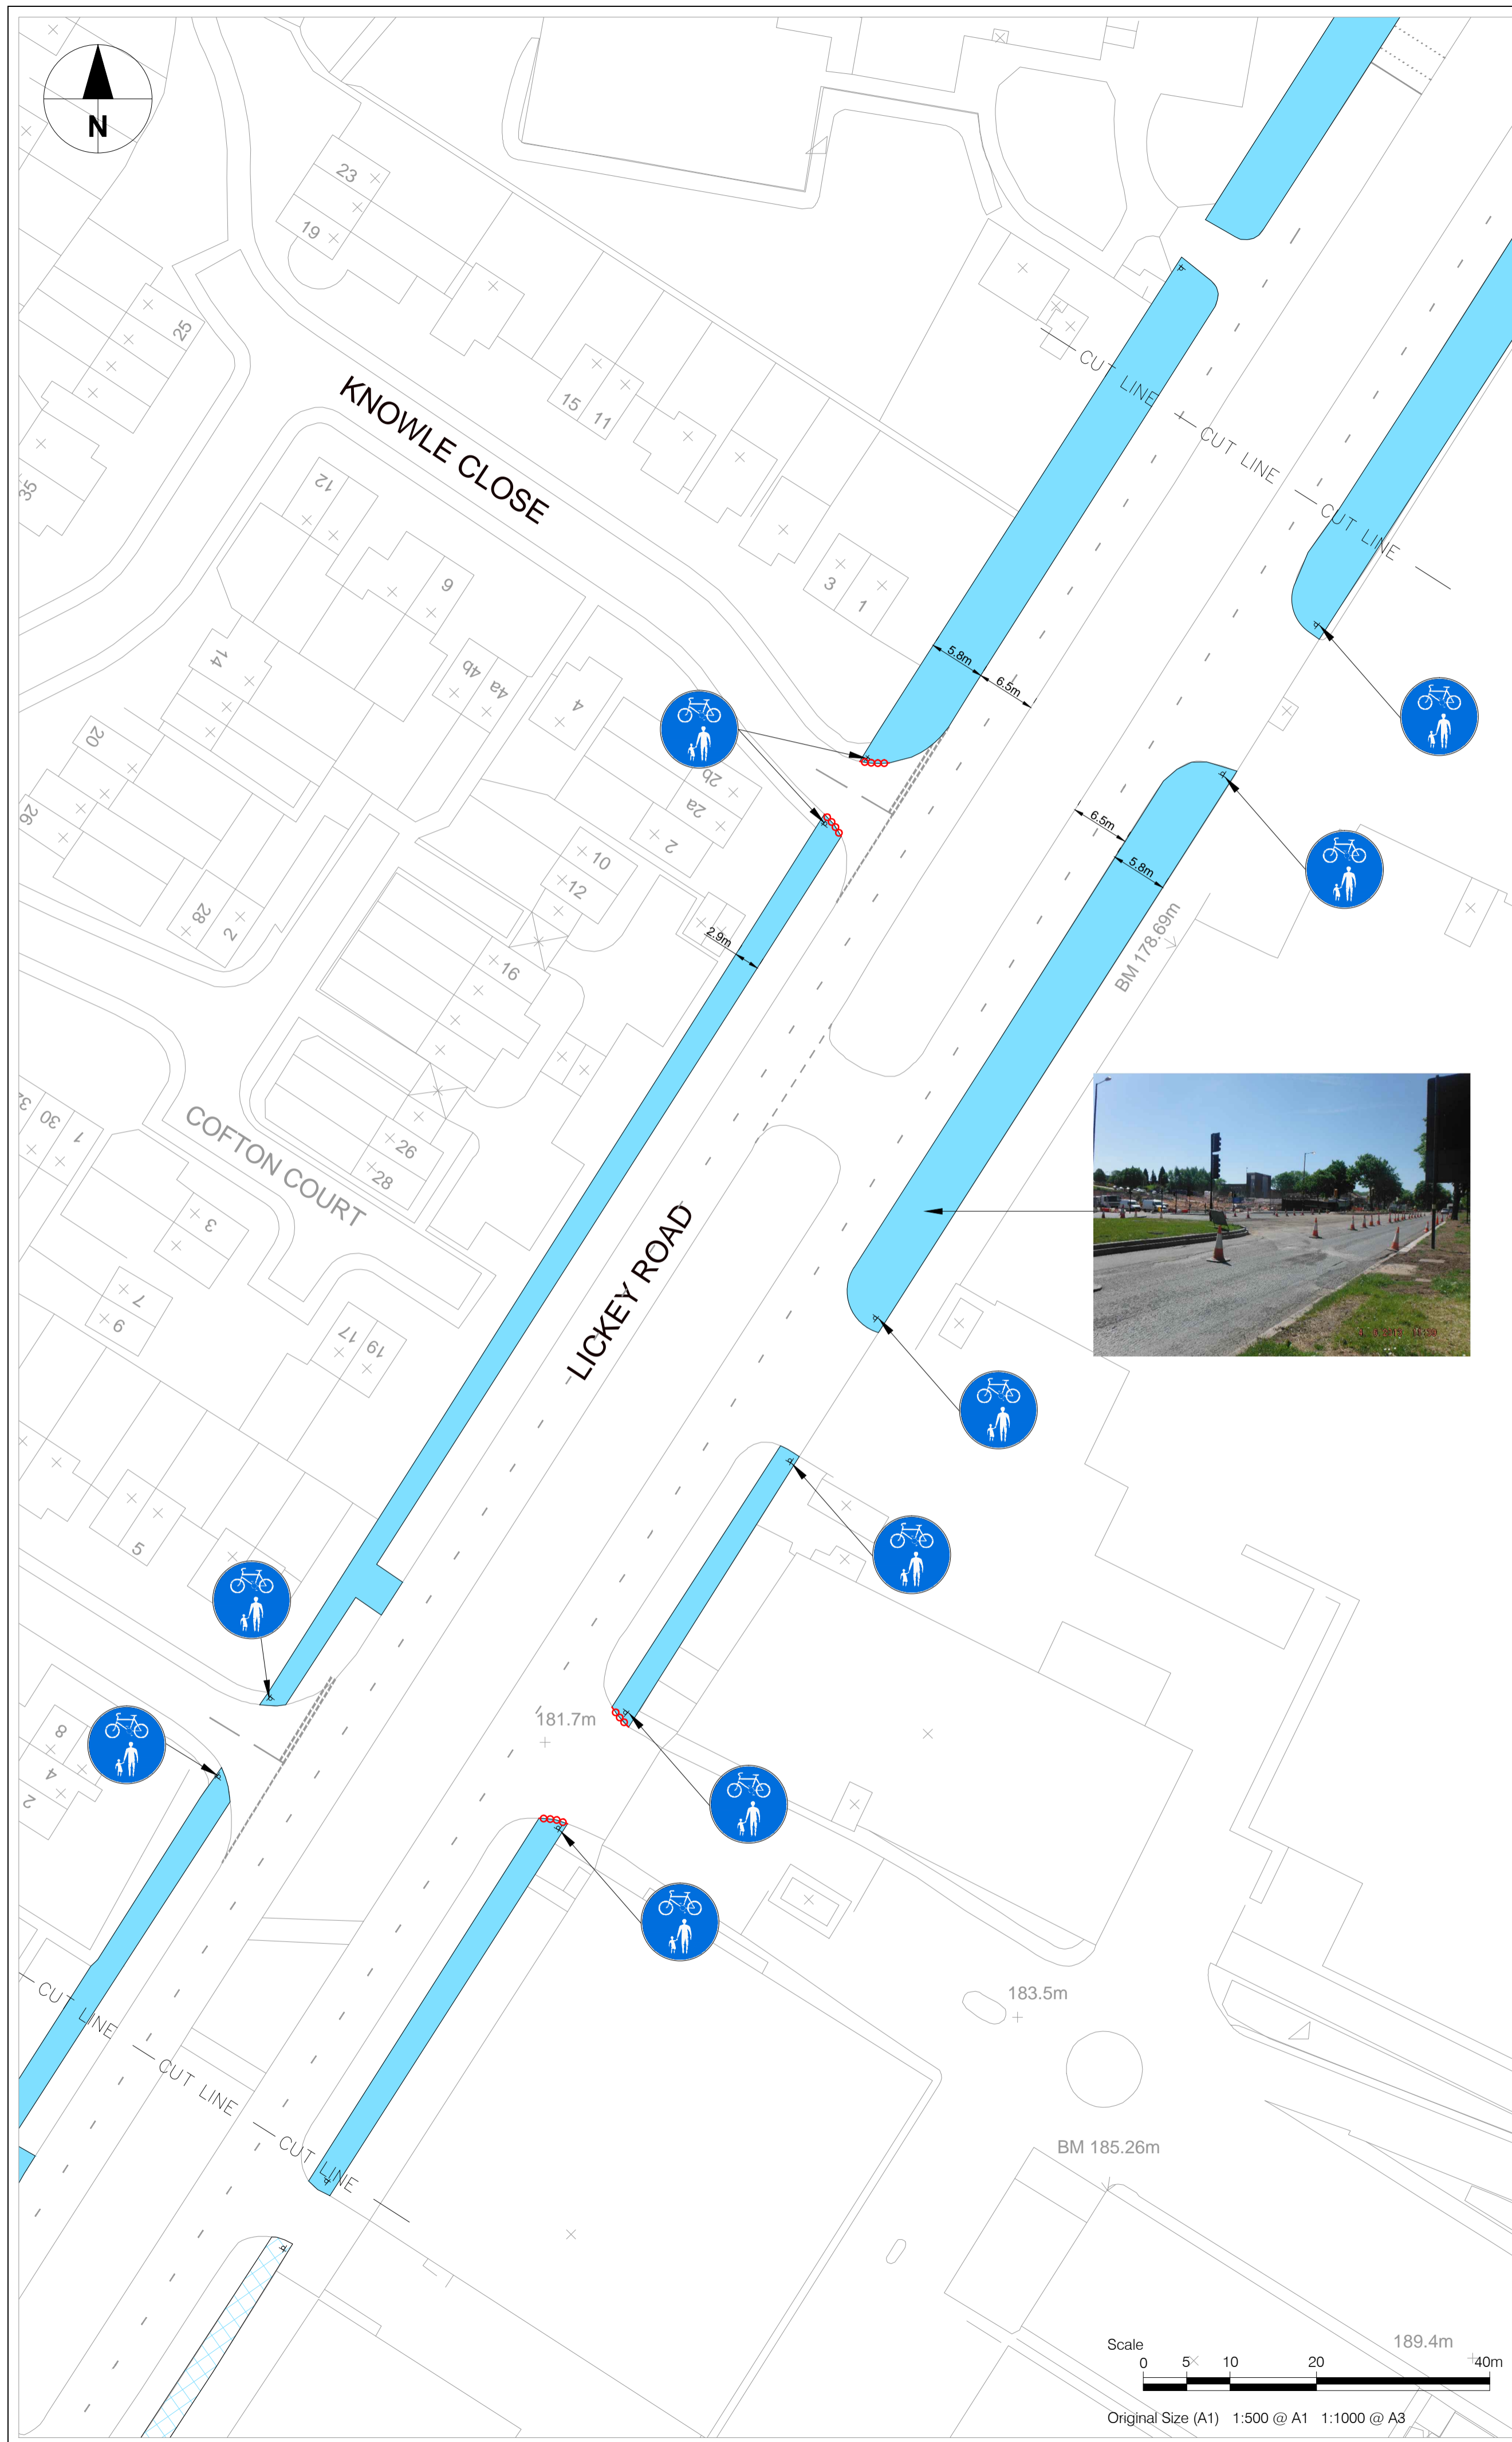 N
23
19
25
35
KNOWLE CLOSE
15
11
12
9
14
4b
4a
4
3
1
CUT LINE
CUT LINE
CUT LINE
5.8m
6.5m
20
26
28
2
2b
2a
2
10
12
16
2.9m
6.5m
5.8m
BM 178.69m
32
30
1
COFTON COURT
26
28
3
7
9
17
19
5
LICKEY ROAD
8
4
2
181.7m
183.5m
BM 185.26m
CUT LINE
CUT LINE
CUT LINE
189.4m
Scale
0 5 10 20 40m
Original Size (A1) 1:500 @ A1 1:1000 @ A3